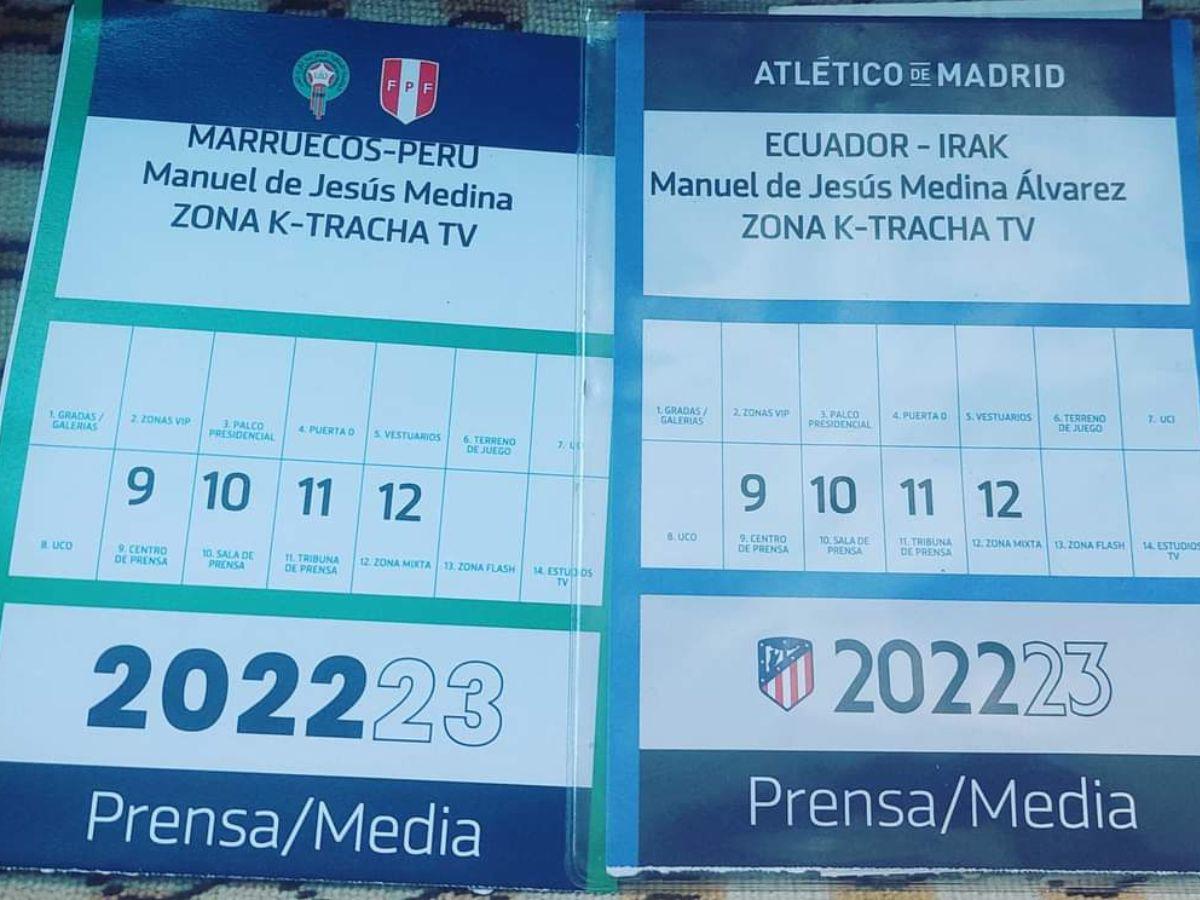 FPF
MARRUECOS-PERU
Manuel de Jesús Medina
ZONA K-TRACHA TV
1. GRADAS /
GALERIAS
2. ZONAS VIP
3. PALCO
PRESIDENCIAL
4. PUERTA 0
5. VESTUARIOS
6. TERRENO
DE JUEGO
7.
9
10
11
12
8. UCO
9. CENTRO
DE PRENSA
10. SALA DE
PRENSA
11. TRIBUNA
DE PRENSA
12. ZONA MIXTA
13. ZONA FLASH
14. ESTUDIOS
TV
202223
Prensa/Media
ATLÉTICO DE MADRID
ECUADOR - IRAK
Manuel de Jesús Medina Álvarez
ZONA K-TRACHA TV
1. GRADAS /
GALERIAS
2. ZONAS VIP
3. PALCO
PRESIDENCIAL
4. PUERTA 0
5. VESTUARIOS
6. TERRENO
DE JUEGO
7. UCI
9
10
11
12
8. UCO
9. CENTRO
DE PRENSA
10. SALA DE
PRENSA
11. TRIBUNA
DE PRENSA
12. ZONA MIXTA
13. ZONA FLASH
14. ESTUDIOS
TV
202223
Prensa/Media